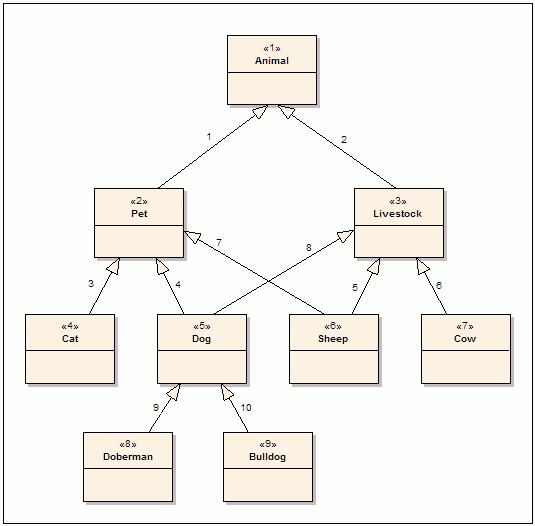 «1»
Animal
1
2
«2»
Pet
«3»
Livestock
7
8
3
4
5
6
«4»
Cat
«5»
Dog
«6»
Sheep
«7»
Cow
9
10
«8»
Doberman
«9»
Bulldog